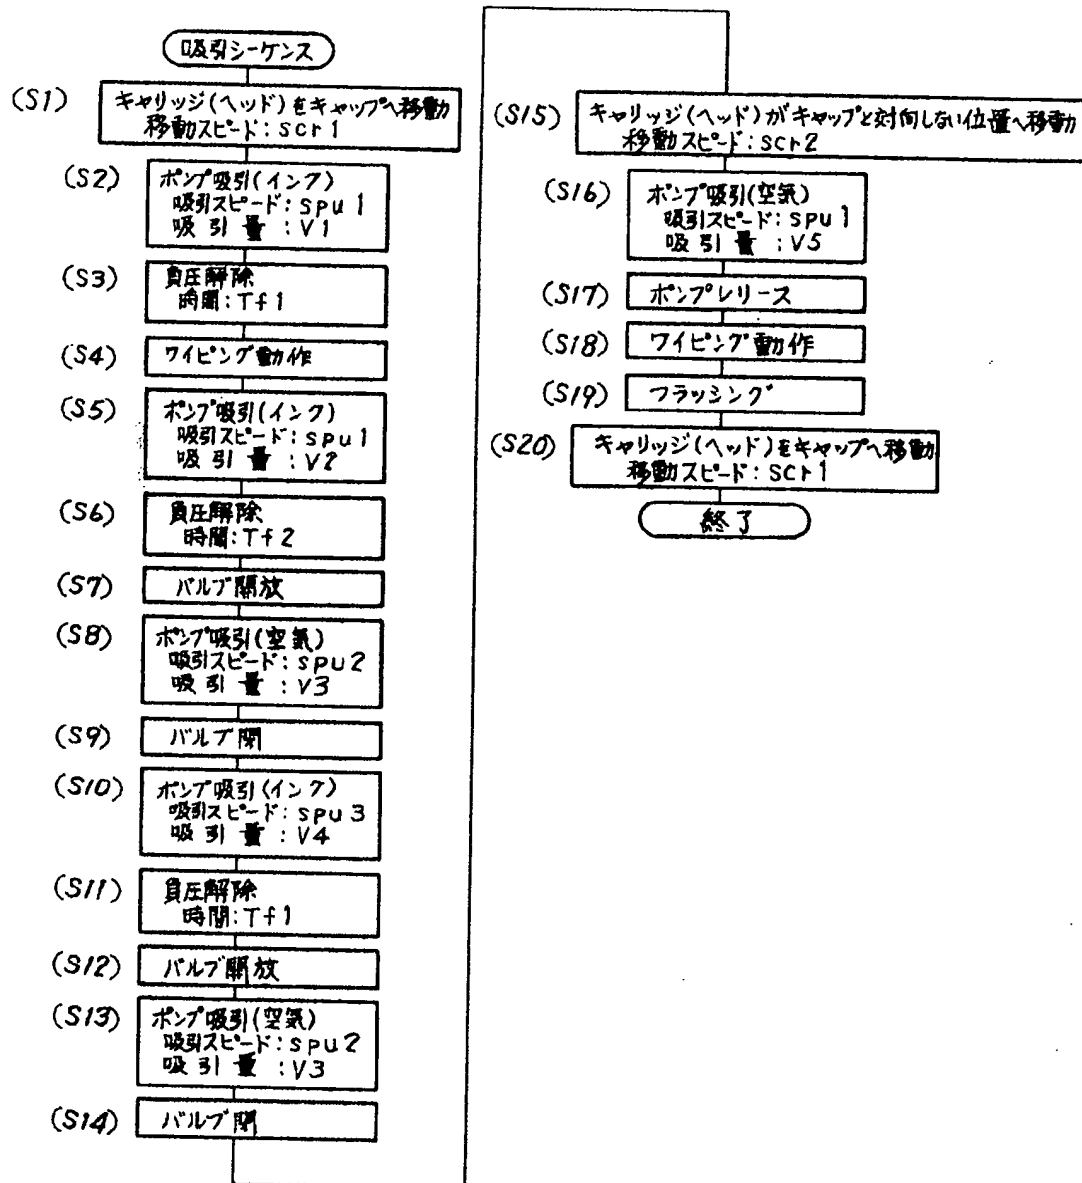 吸引シーケンス
(S1)
キャリッジ(ヘッド)をキャップへ移動
移動スピード:scr1
(S2)
ポンプ吸引(インク)
吸引スピード:spu1
吸引量:V1
(S3)
負圧解除
時間:Tf1
(S4)
ワイピング動作
(S5)
ポンプ吸引(インク)
吸引スピード:spu1
吸引量:V2
(S6)
負圧解除
時間:Tf2
(S7)
バルブ開放
(S8)
ポンプ吸引(空気)
吸引スピード:spu2
吸引量:V3
(S9)
バルブ閉
(S10)
ポンプ吸引(インク)
吸引スピード:spu3
吸引量:V4
(S11)
負圧解除
時間:Tf1
(S12)
バルブ開放
(S13)
ポンプ吸引(空気)
吸引スピード:spu2
吸引量:V3
(S14)
バルブ閉
(S15)
キャリッジ(ヘッド)がキャップと対向しない位置へ移動
移動スピード:scr2
(S16)
ポンプ吸引(空気)
吸引スピード:spu1
吸引量:V5
(S17)
ポンプレリース
(S18)
ワイピング動作
(S19)
フラッシング
(S20)
キャリッジ(ヘッド)をキャップへ移動
移動スピード:scr1
終了